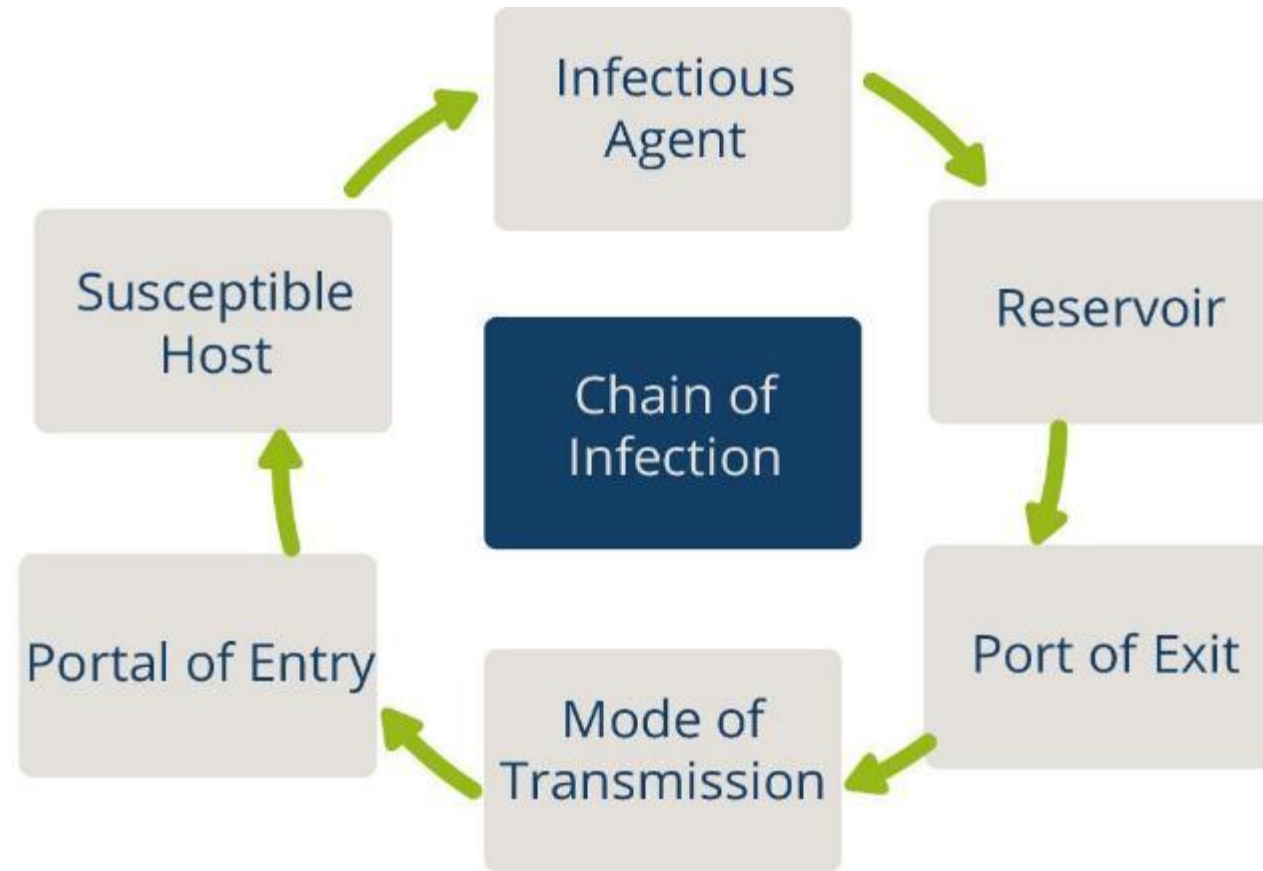 Infectious
Agent
Reservoir
Port of Exit
Mode of
Transmission
Portal of Entry
Susceptible
Host
Chain of
Infection